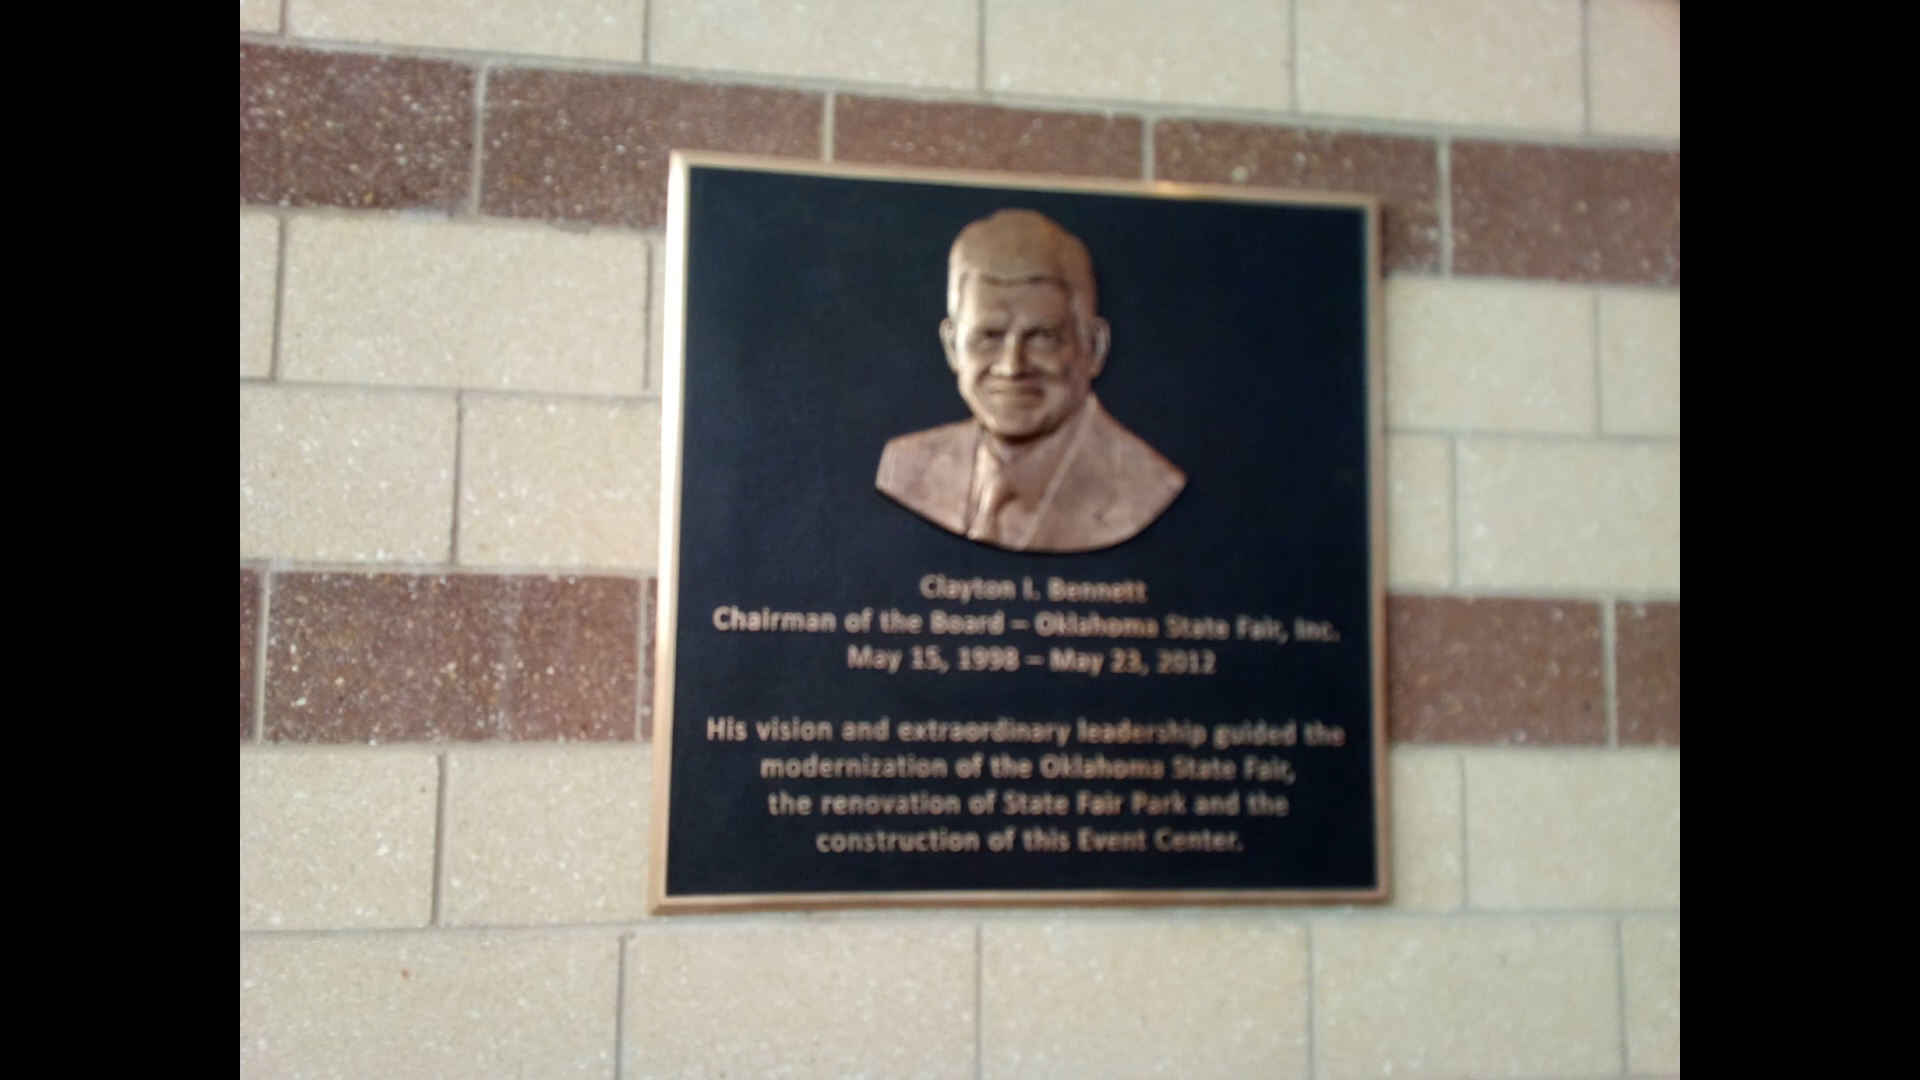 Clayton I. Bennett
Chairman of the Board – Oklahoma State Fair, Inc.
May 15, 1998 – May 23, 2012
His vision and extraordinary leadership guided the
modernization of the Oklahoma State Fair,
the renovation of State Fair Park and the
construction of this Event Center.